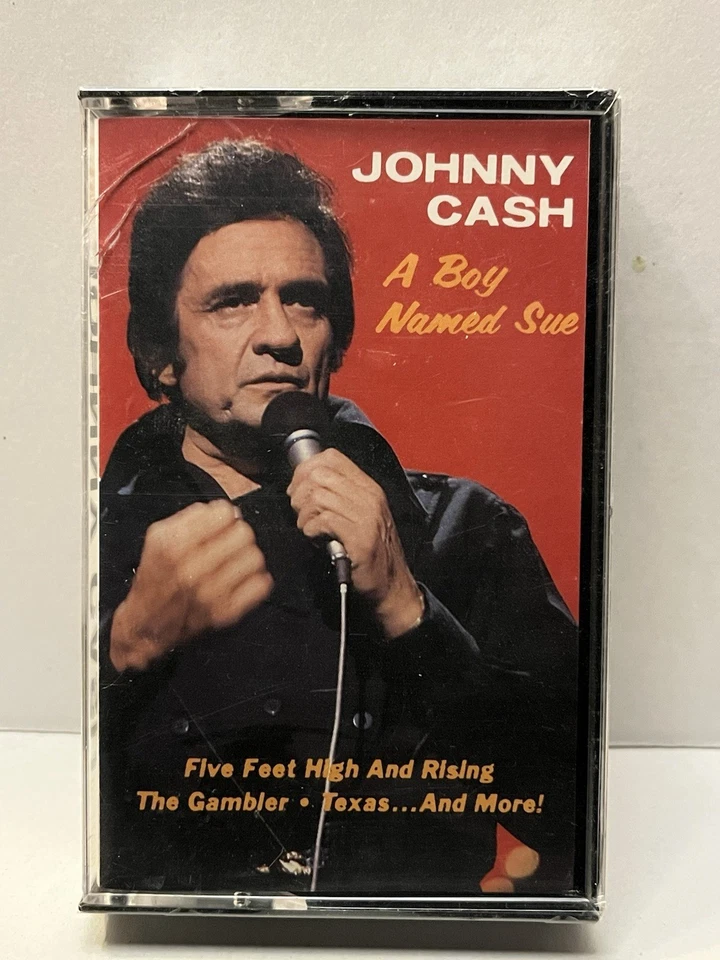 JOHNNY
CASH
A Boy
Named Sue
Five Feet High And Rising
The Gambler • Texas...And More!